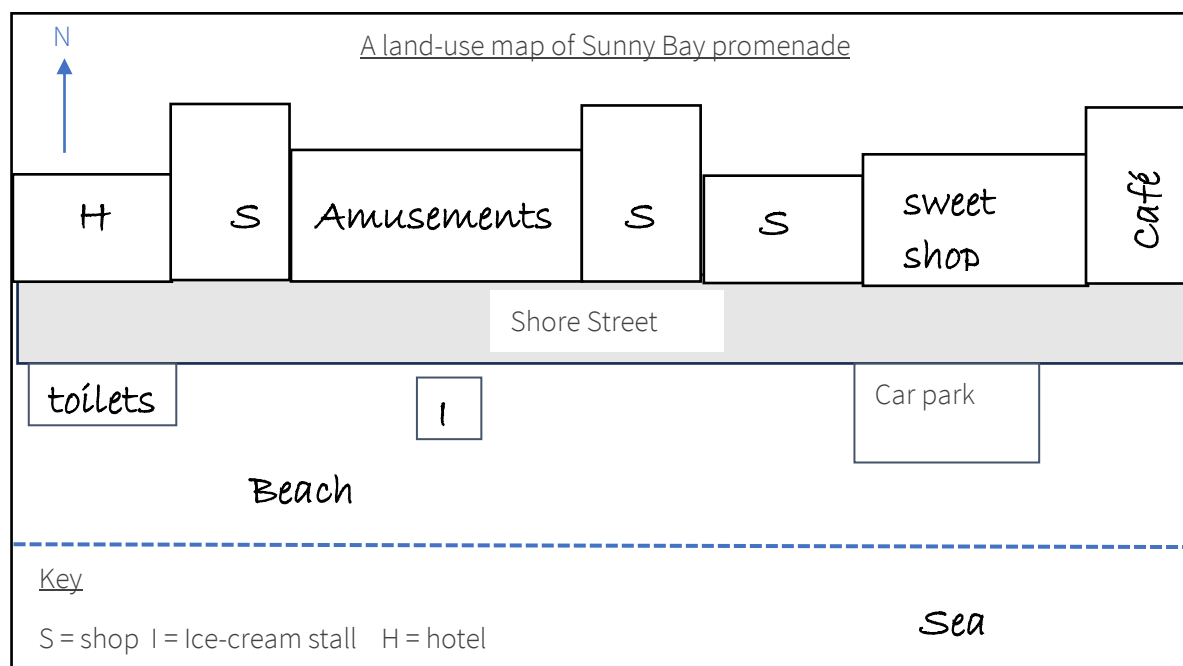 N
A land-use map of Sunny Bay promenade
H
S
Amusements
S
S
sweet
shop
café
Shore Street
toilets
I
Car park
Beach
Key
S = shop I = Ice-cream stall H = hotel
Sea